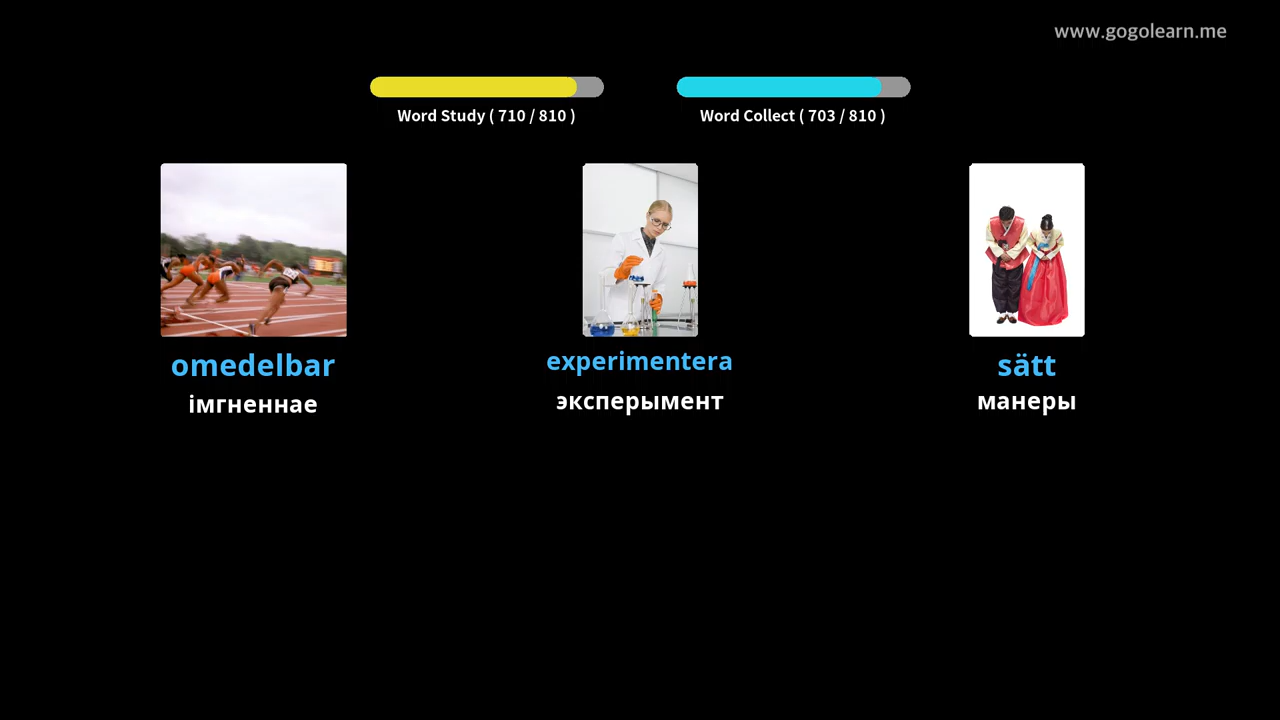 www.gogolearn.me
Word Study ( 710 / 810 )
Word Collect ( 703 / 810 )
omedelbar
імгненнае
experimentera
эксперымент
sätt
манеры